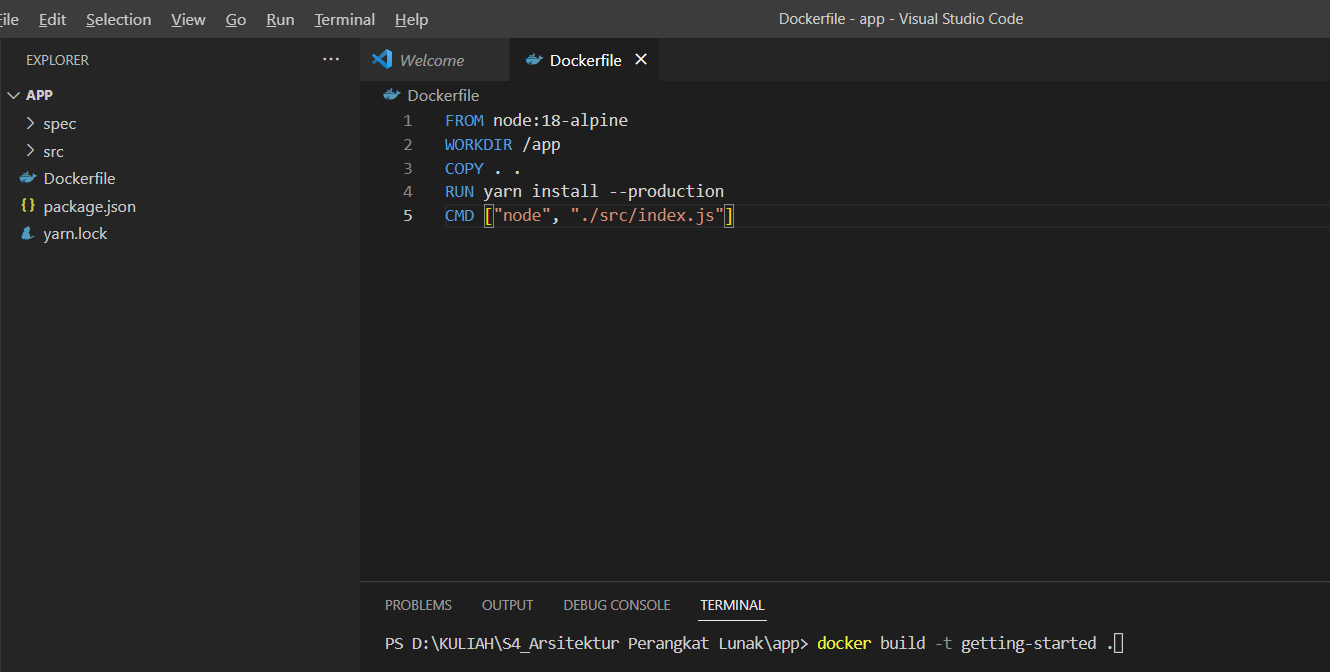 ile Edit Selection View Go Run Terminal Help Dockerfile - app - Visual Studio Code
EXPLORER ...
APP
spec
src
Dockerfile
{} package.json
yarn.lock
Welcome Dockerfile ×
Dockerfile
1 FROM node:18-alpine
2 WORKDIR /app
3 COPY . .
4 RUN yarn install --production
5 CMD ["node", "./src/index.js"]
PROBLEMS OUTPUT DEBUG CONSOLE TERMINAL
PS D:\KULIAH\S4_Arsitektur Perangkat Lunak\app> docker build -t getting-started .